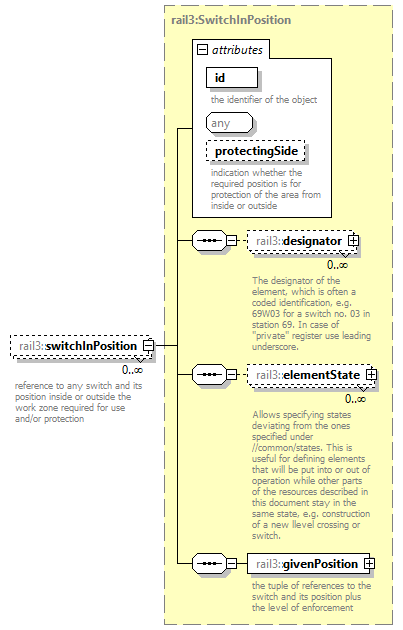 rail3:SwitchInPosition
attributes
id
the identifier of the object
any
protectingSide
indication whether the
required position is for
protection of the area from
inside or outside
rail3::designator
0..∞
The designator of the
element, which is often a
coded identification, e.g.
69W03 for a switch no. 03 in
station 69. In case of
"private" register use leading
underscore.
rail3::switchInPosition
0..∞
reference to any switch and its
position inside or outside the
work zone required for use
and/or protection
rail3::elementState
0..∞
Allows specifying states
deviating from the ones
specified under
//common/states. This is
useful for defining elements
that will be put into or out of
operation while other parts
of the resources described in
this document stay in the
same state, e.g. construction
of a new llevel crossing or
switch.
rail3::givenPosition
the tuple of references to the
switch and its position plus
the level of enforcement